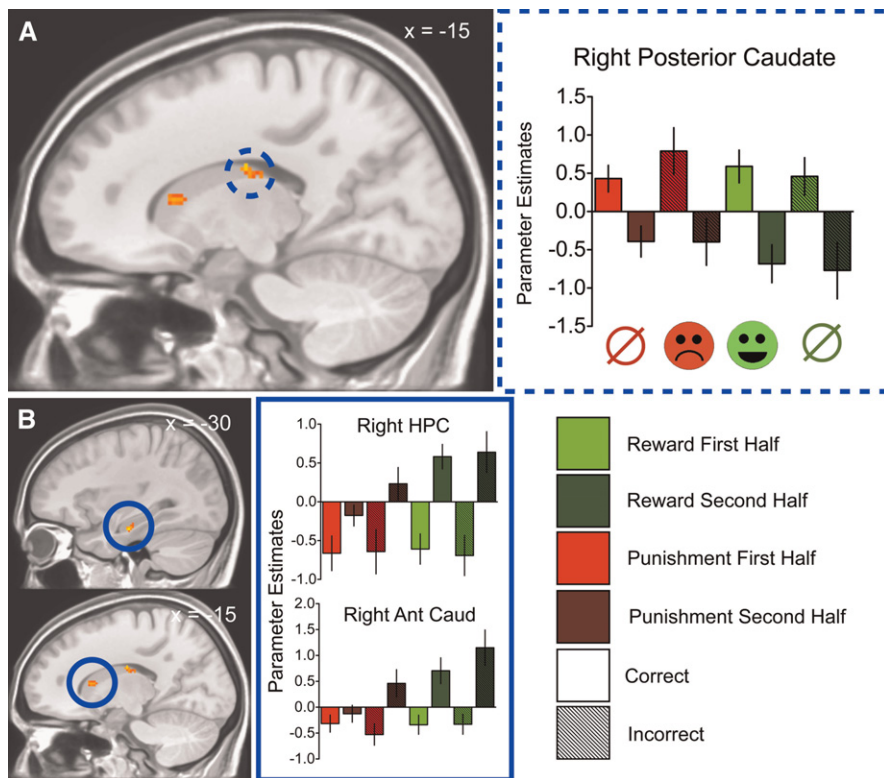 A
x = -15
Right Posterior Caudate
Parameter Estimates
1.5
1.0
0.5
0.0
-0.5
-1.0
-1.5
B
x = -30
x = -15
Parameter Estimates
Right HPC
1.0
0.5
0.0
-0.5
-1.0
Right Ant Caud
2.0
1.5
1.0
0.5
0.0
-0.5
-1.0
Reward First Half
Reward Second Half
Punishment First Half
Punishment Second Half
Correct
Incorrect